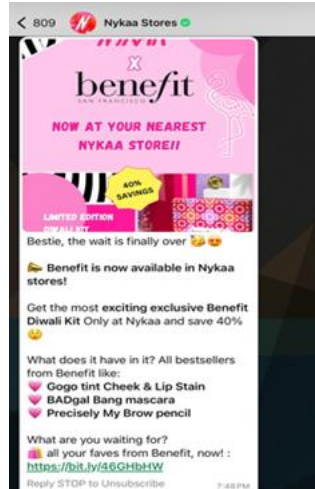 809 Nykaa Stores
NYKAA
X
benefit
SAN FRANCISCO
NOW AT YOUR NEAREST
NYKAA STORE!!
40%
SAVINGS
LIMITED EDITION
DIWALI KIT
Bestie, the wait is finally over
Benefit is now available in Nykaa
stores!
Get the most exciting exclusive Benefit
Diwali Kit Only at Nykaa and save 40%
What does it have in it? All bestsellers
from Benefit like:
Gogo tint Cheek & Lip Stain
BADgal Bang mascara
Precisely My Brow pencil
What are you waiting for?
all your faves from Benefit, now! :
https://bit.ly/46GHbHW
Reply STOP to Unsubscribe
7:48 PM